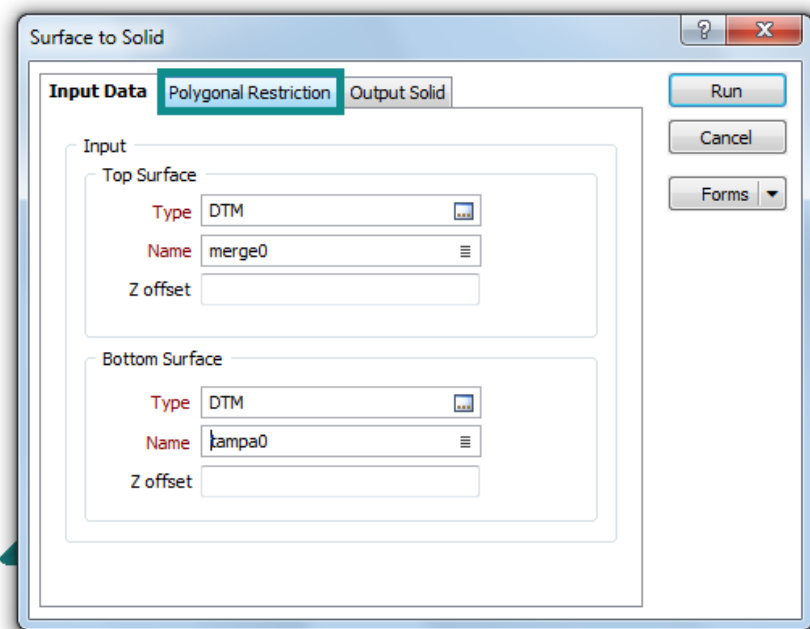 Surface to Solid
?
X
Input Data Polygonal Restriction Output Solid
Run
Cancel
Forms
Input
Top Surface
Type DTM
Name merge0
Z offset
Bottom Surface
Type DTM
Name tampa0
Z offset